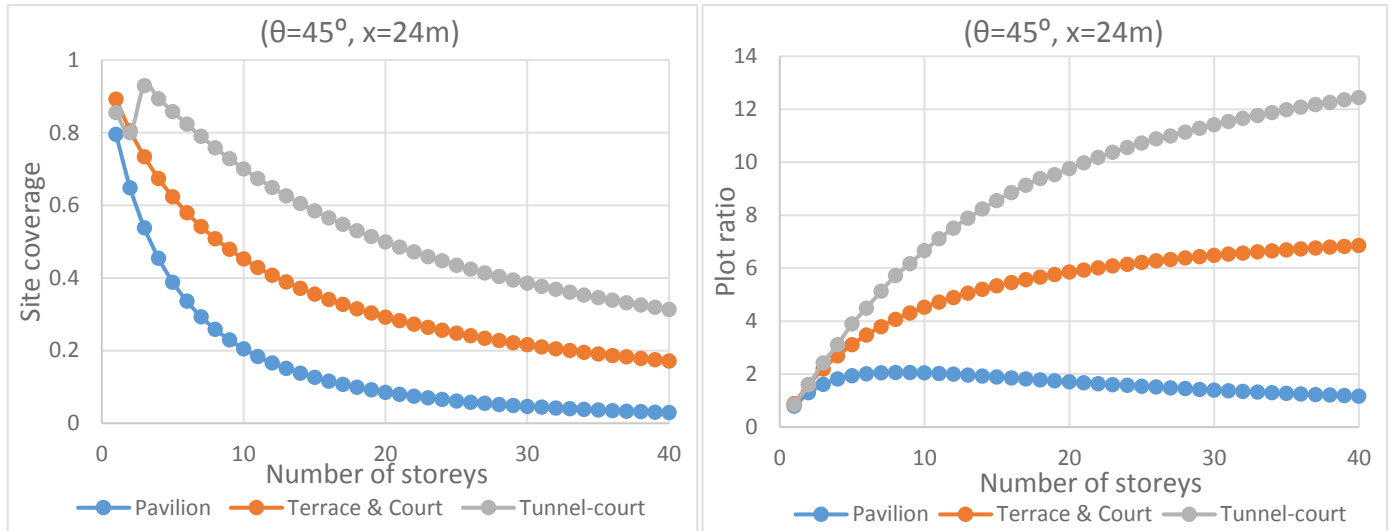 (θ=45⁰, x=24m)
1
0.8
0.6
0.4
0.2
0
Site coverage
0 10 20 30 40
Number of storeys
Pavilion Terrace & Court Tunnel-court
(θ=45⁰, x=24m)
14
12
10
8
6
4
2
0
Plot ratio
0 10 20 30 40
Number of storeys
Pavilion Terrace & Court Tunnel-court